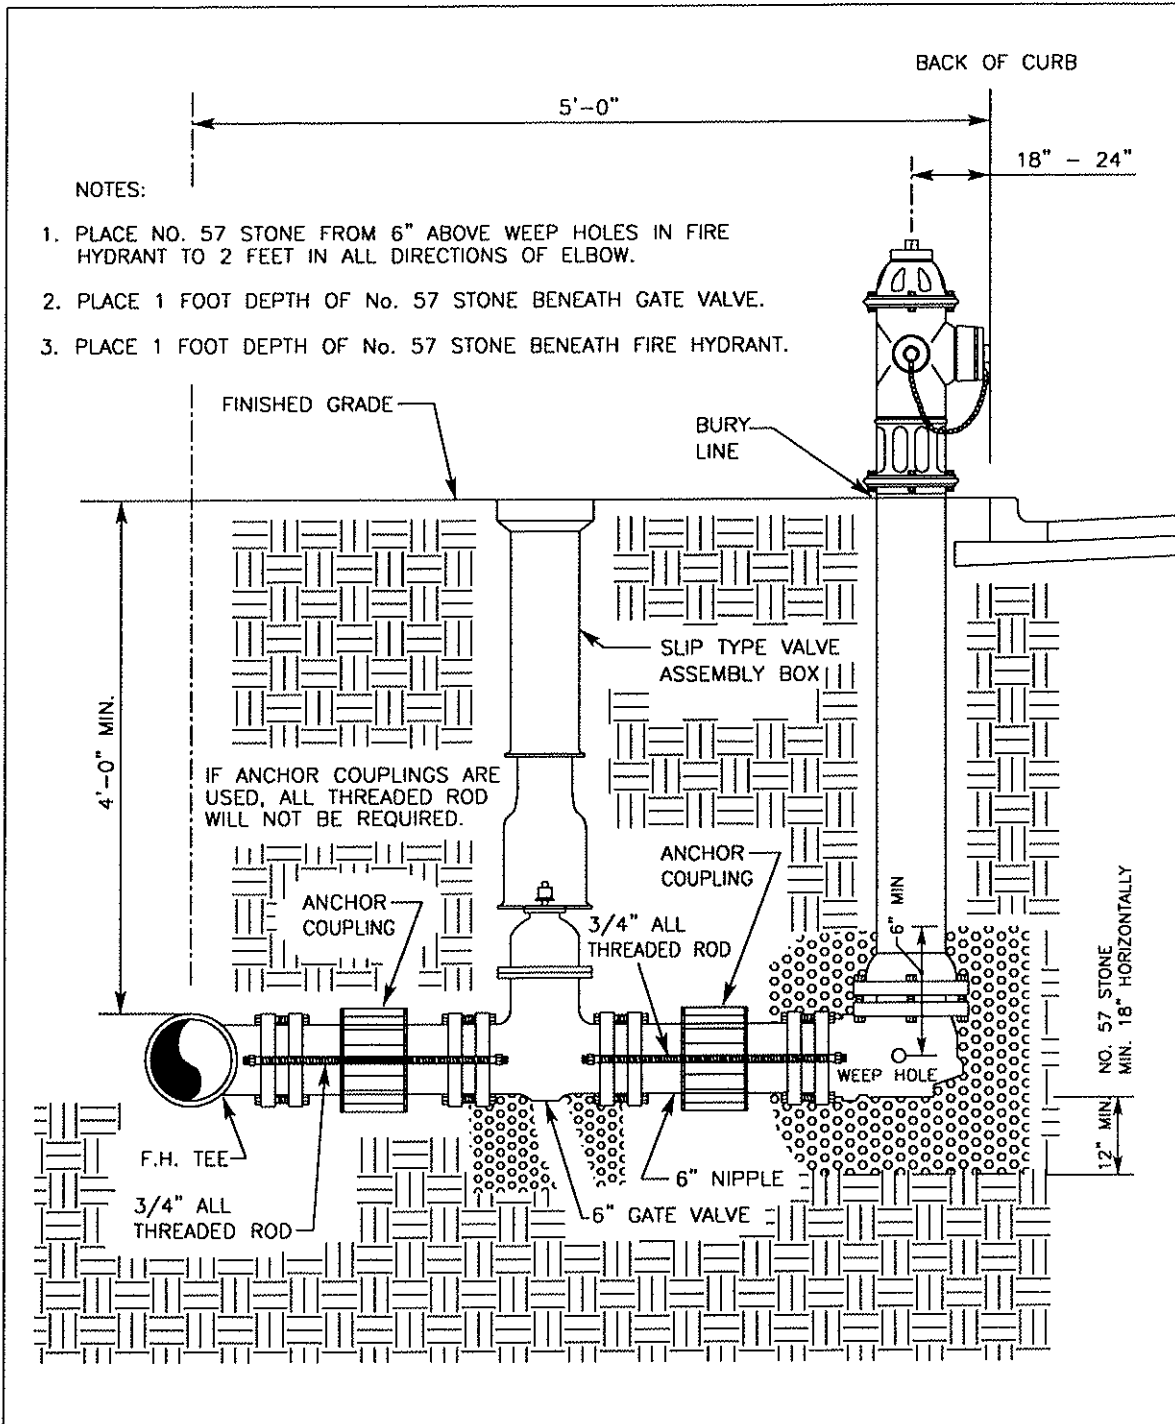 BACK OF CURB
5'-0"
18" - 24"
NOTES:
1. PLACE NO. 57 STONE FROM 6" ABOVE WEEP HOLES IN FIRE
HYDRANT TO 2 FEET IN ALL DIRECTIONS OF ELBOW.
2. PLACE 1 FOOT DEPTH OF No. 57 STONE BENEATH GATE VALVE.
3. PLACE 1 FOOT DEPTH OF No. 57 STONE BENEATH FIRE HYDRANT.
FINISHED GRADE
BURY
LINE
SLIP TYPE VALVE
ASSEMBLY BOX
4'-0" MIN.
IF ANCHOR COUPLINGS ARE
USED, ALL THREADED ROD
WILL NOT BE REQUIRED.
ANCHOR
COUPLING
ANCHOR
COUPLING
3/4" ALL
THREADED ROD
6" MIN
NO. 57 STONE
MIN. 18" HORIZONTALLY
WEEP HOLE
12" MIN.
F.H. TEE
6" NIPPLE
3/4" ALL
THREADED ROD
6" GATE VALVE